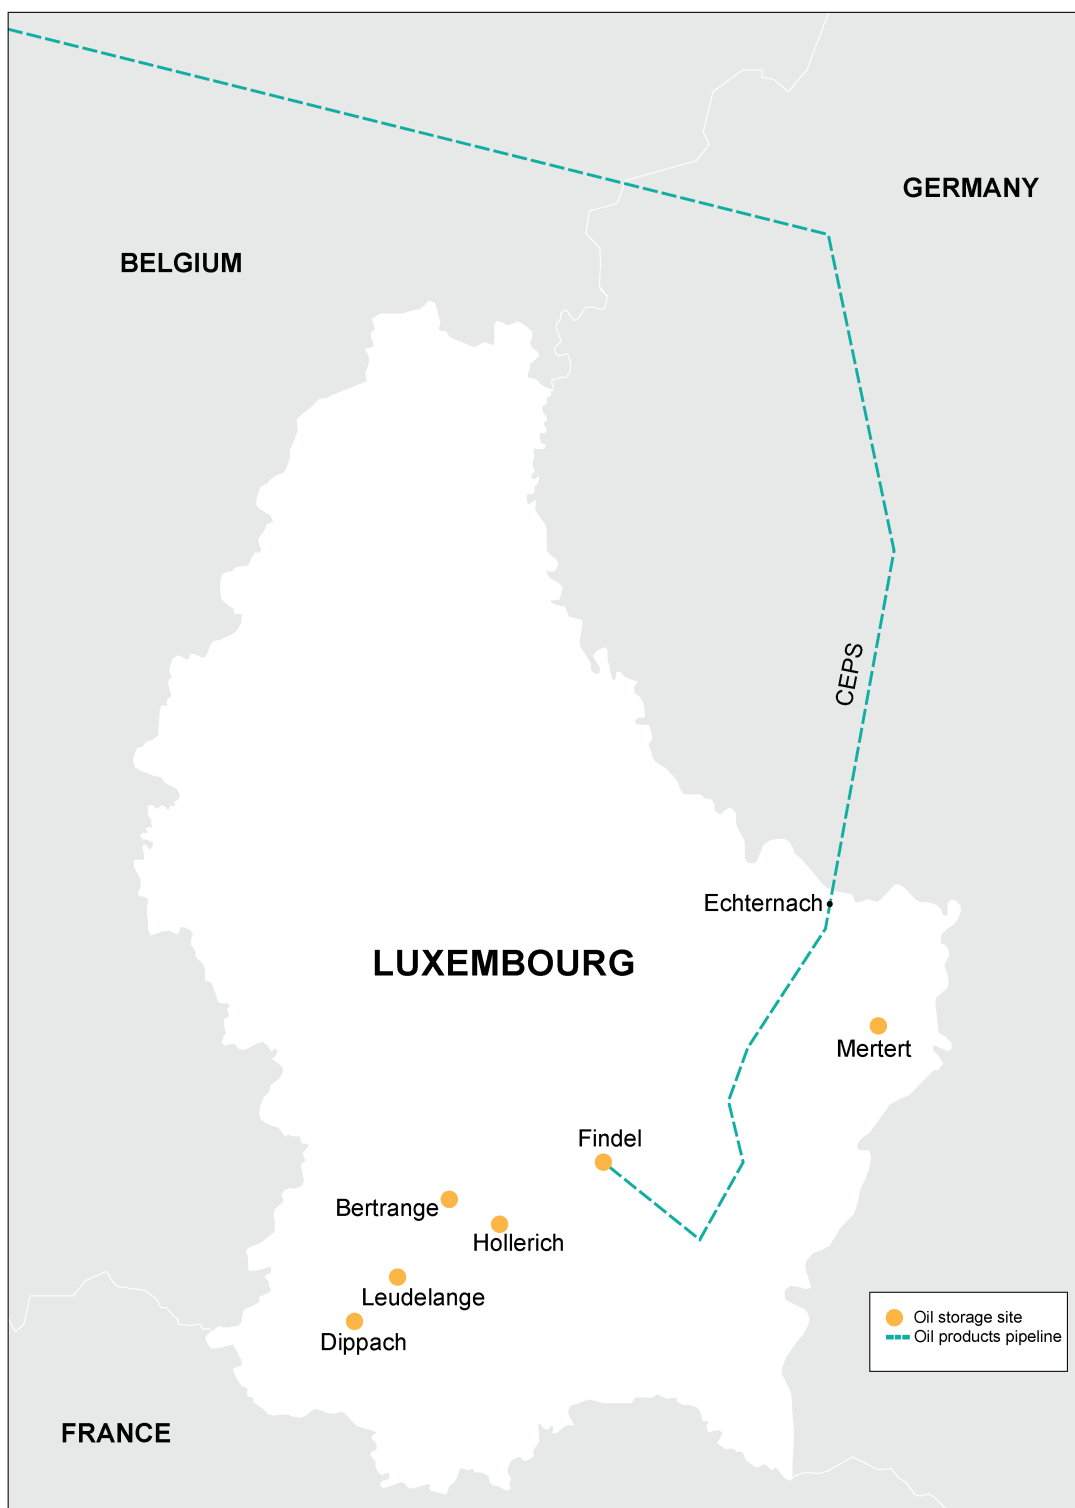 GERMANY
BELGIUM
CEPS
Echternach
LUXEMBOURG
Mertert
Findel
Bertrange
Hollerich
Leudelange
Dippach
Oil storage site
Oil products pipeline
FRANCE